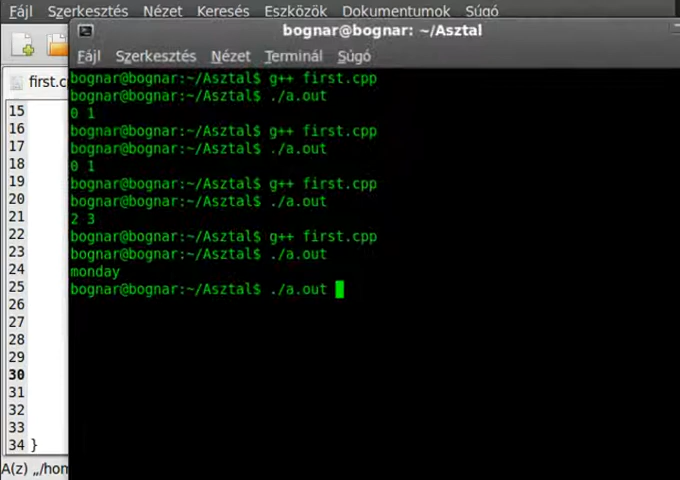 Fájl Szerkesztés Nézet Keresés Eszközök Dokumentumok Súgó
bognar@bognar: ~/Asztal
Fájl Szerkesztés Nézet Terminál Súgó
first.c
bognar@bognar:~/Asztal$ g++ first.cpp
bognar@bognar:~/Asztal$ ./a.out
0 1
bognar@bognar:~/Asztal$ g++ first.cpp
bognar@bognar:~/Asztal$ ./a.out
0 1
bognar@bognar:~/Asztal$ g++ first.cpp
bognar@bognar:~/Asztal$ ./a.out
2 3
bognar@bognar:~/Asztal$ g++ first.cpp
bognar@bognar:~/Asztal$ ./a.out
monday
bognar@bognar:~/Asztal$ ./a.out
15
16
17
18
19
20
21
22
23
24
25
26
27
28
29
30
31
32
33
34 }
A(z) „/hom